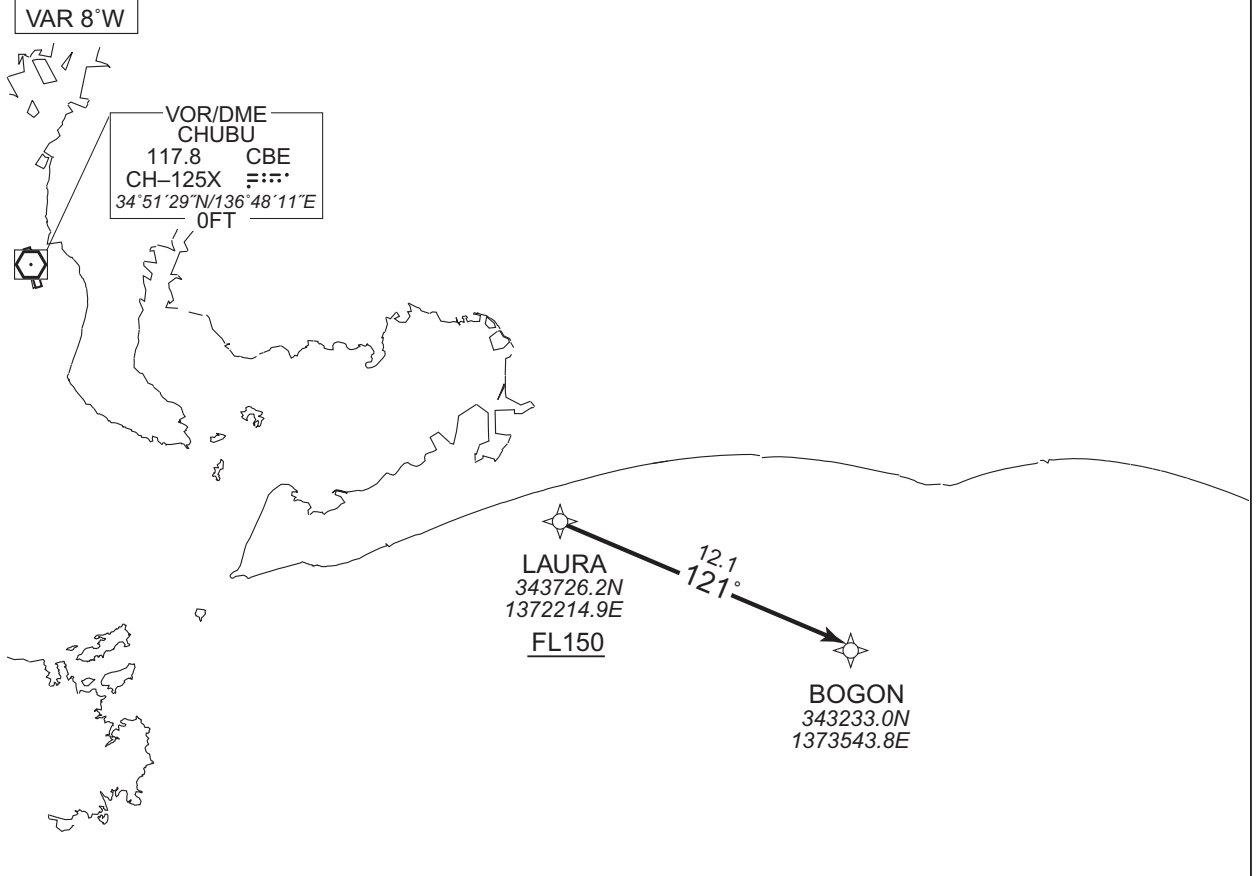 VAR 8°W
VOR/DME
CHUBU
117.8 CBE
CH–125X
34°51´29˝N/136°48´11˝E
0FT
12.1
121°
LAURA
343726.2N
1372214.9E
FL150
BOGON
343233.0N
1373543.8E